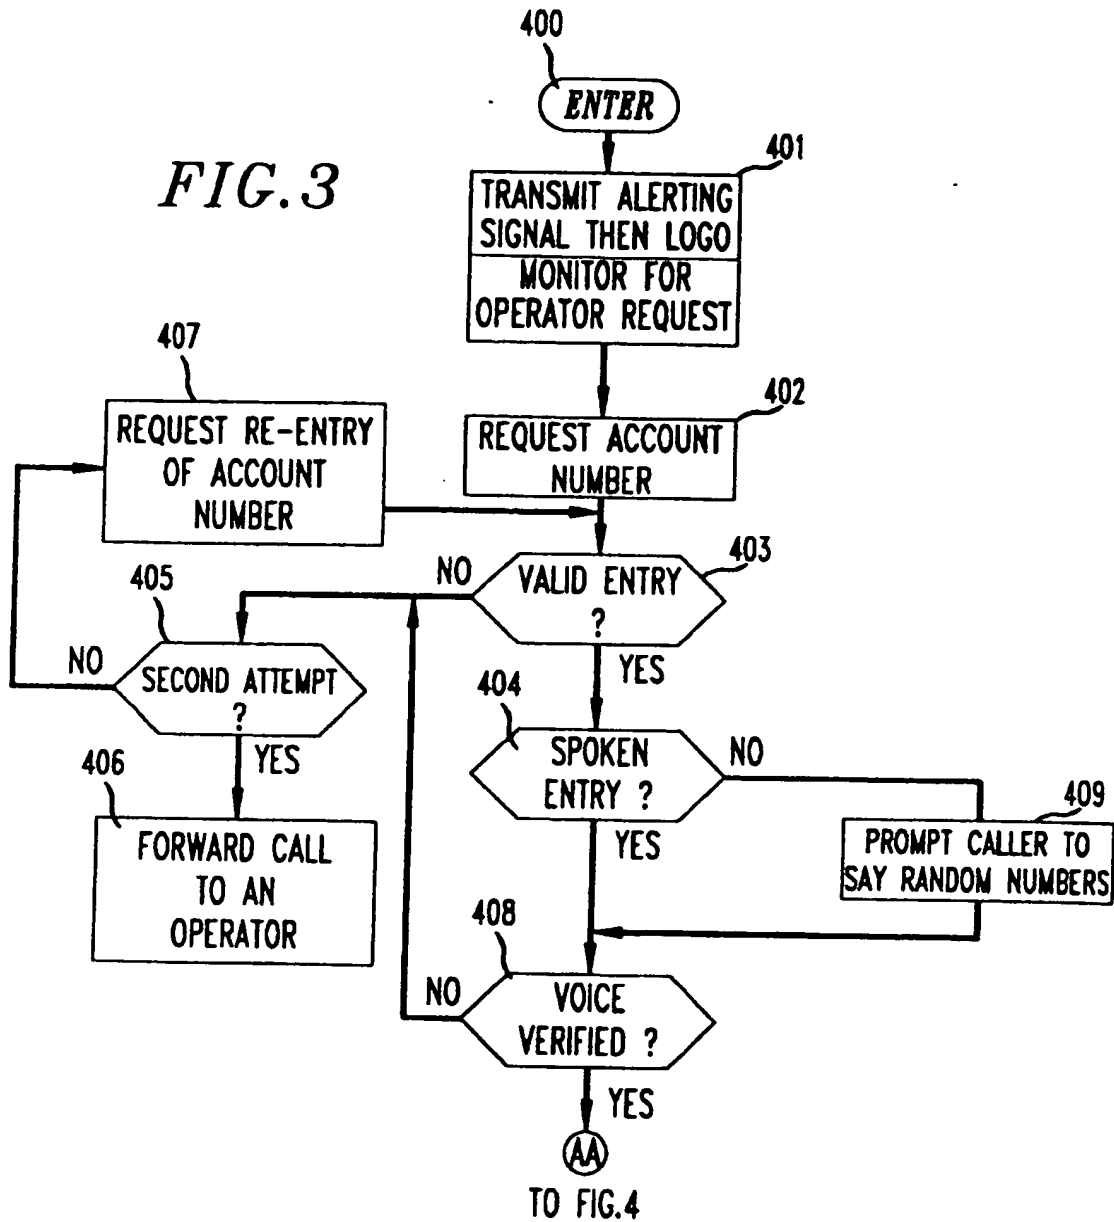 400
ENTER
FIG.3
401
TRANSMIT ALERTING
SIGNAL THEN LOGO
MONITOR FOR
OPERATOR REQUEST
407
REQUEST RE-ENTRY
OF ACCOUNT
NUMBER
402
REQUEST ACCOUNT
NUMBER
403
VALID ENTRY
?
NO
YES
405
SECOND ATTEMPT
?
NO
YES
406
FORWARD CALL
TO AN
OPERATOR
404
SPOKEN
ENTRY ?
NO
YES
409
PROMPT CALLER TO
SAY RANDOM NUMBERS
408
VOICE
VERIFIED ?
NO
YES
AA
TO FIG.4